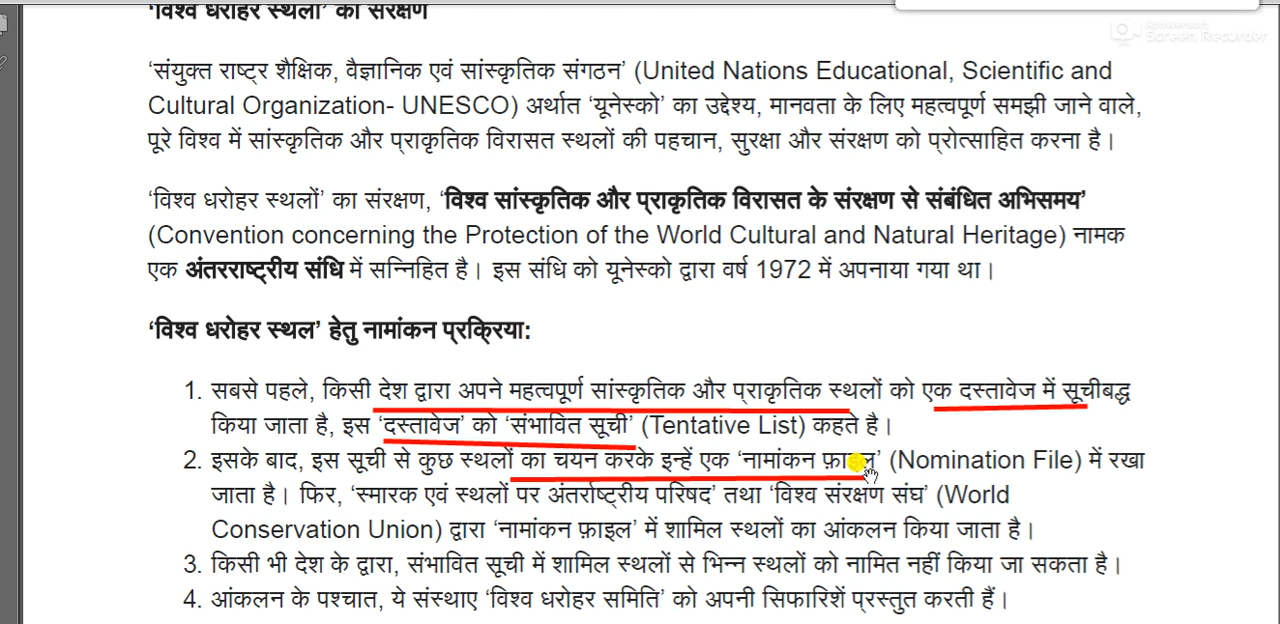 'विश्व धरोहर स्थलों' का संरक्षण
Apowersoft
Screen Recorder
'संयुक्त राष्ट्र शैक्षिक, वैज्ञानिक एवं सांस्कृतिक संगठन' (United Nations Educational, Scientific and
Cultural Organization- UNESCO) अर्थात 'यूनेस्को' का उद्देश्य, मानवता के लिए महत्वपूर्ण समझी जाने वाले,
पूरे विश्व में सांस्कृतिक और प्राकृतिक विरासत स्थलों की पहचान, सुरक्षा और संरक्षण को प्रोत्साहित करना है।
'विश्व धरोहर स्थलों' का संरक्षण, 'विश्व सांस्कृतिक और प्राकृतिक विरासत के संरक्षण से संबंधित अभिसमय'
(Convention concerning the Protection of the World Cultural and Natural Heritage) नामक
एक अंतरराष्ट्रीय संधि में सन्निहित है। इस संधि को यूनेस्को द्वारा वर्ष 1972 में अपनाया गया था।
'विश्व धरोहर स्थल' हेतु नामांकन प्रक्रिया:
1. सबसे पहले, किसी देश द्वारा अपने महत्वपूर्ण सांस्कृतिक और प्राकृतिक स्थलों को एक दस्तावेज में सूचीबद्ध
किया जाता है, इस 'दस्तावेज' को 'संभावित सूची' (Tentative List) कहते है।
2. इसके बाद, इस सूची से कुछ स्थलों का चयन करके इन्हें एक 'नामांकन फ़ाइल' (Nomination File) में रखा
जाता है। फिर, 'स्मारक एवं स्थलों पर अंतर्राष्ट्रीय परिषद' तथा 'विश्व संरक्षण संघ' (World
Conservation Union) द्वारा 'नामांकन फ़ाइल' में शामिल स्थलों का आंकलन किया जाता है।
3. किसी भी देश के द्वारा, संभावित सूची में शामिल स्थलों से भिन्न स्थलों को नामित नहीं किया जा सकता है।
4. आंकलन के पश्चात, ये संस्थाए 'विश्व धरोहर समिति' को अपनी सिफारिशें प्रस्तुत करती हैं।